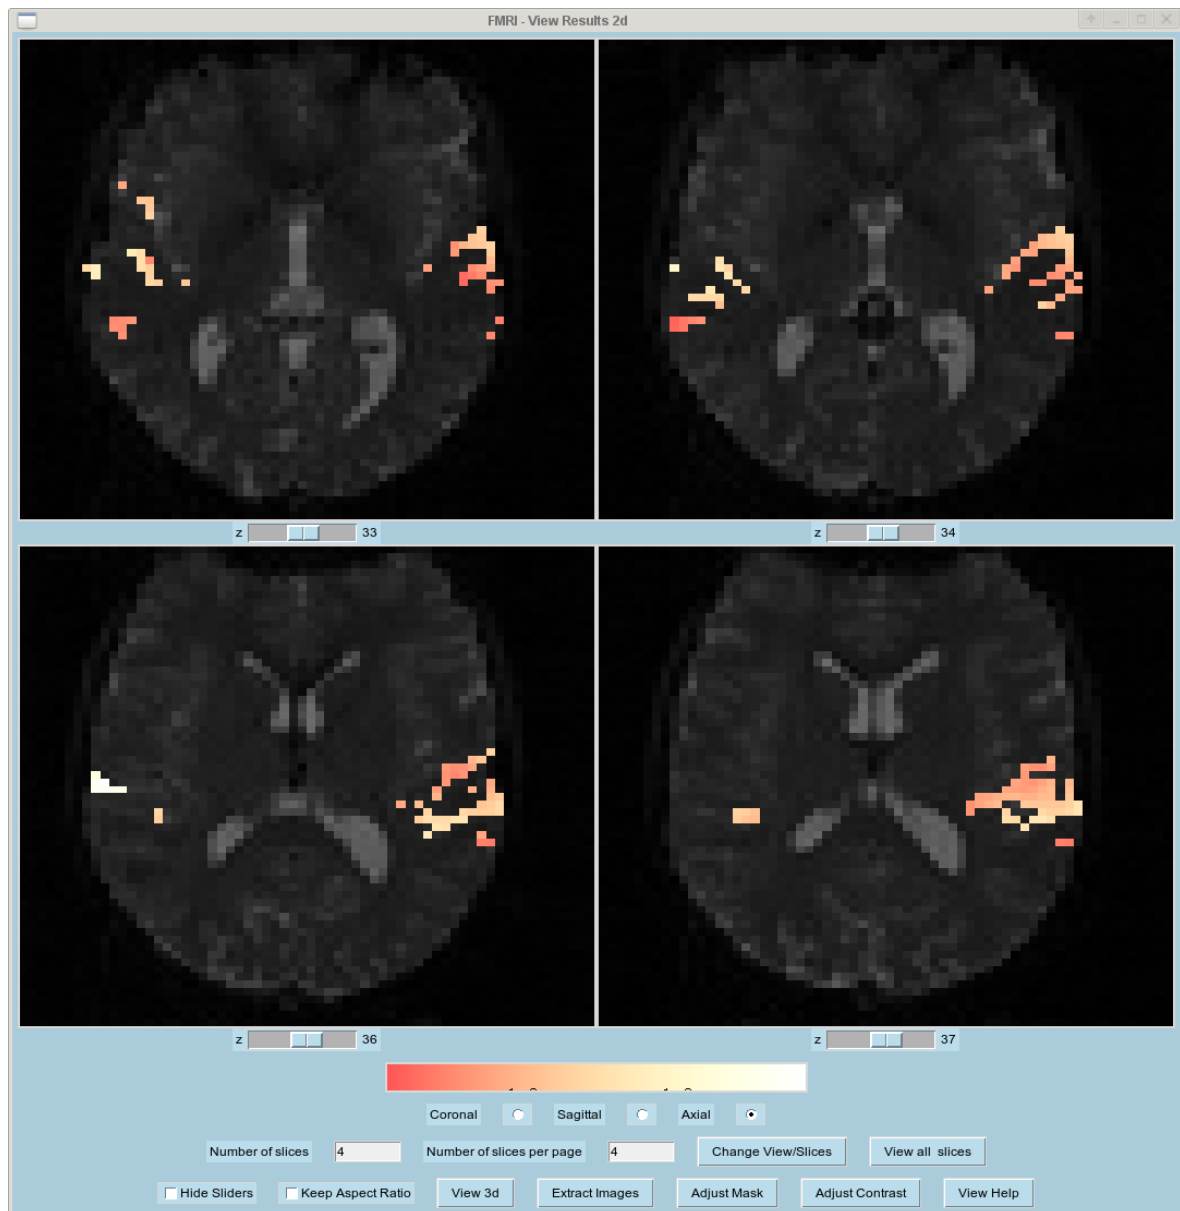 FMRI - View Results 2d
z 33
z 34
z 36
z 37
Coronal Sagittal Axial
Number of slices 4 Number of slices per page 4 Change View/Slices View all slices
Hide Sliders Keep Aspect Ratio View 3d Extract Images Adjust Mask Adjust Contrast View Help